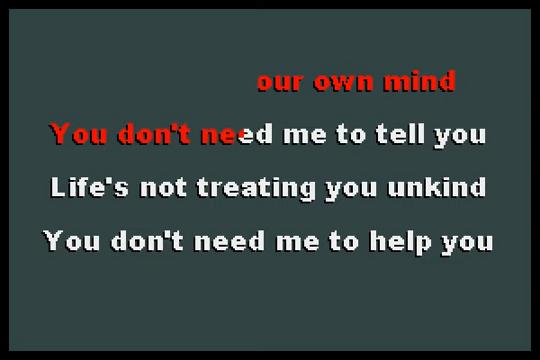 our own mind
You don't need me to tell you
Life's not treating you unkind
You don't need me to help you